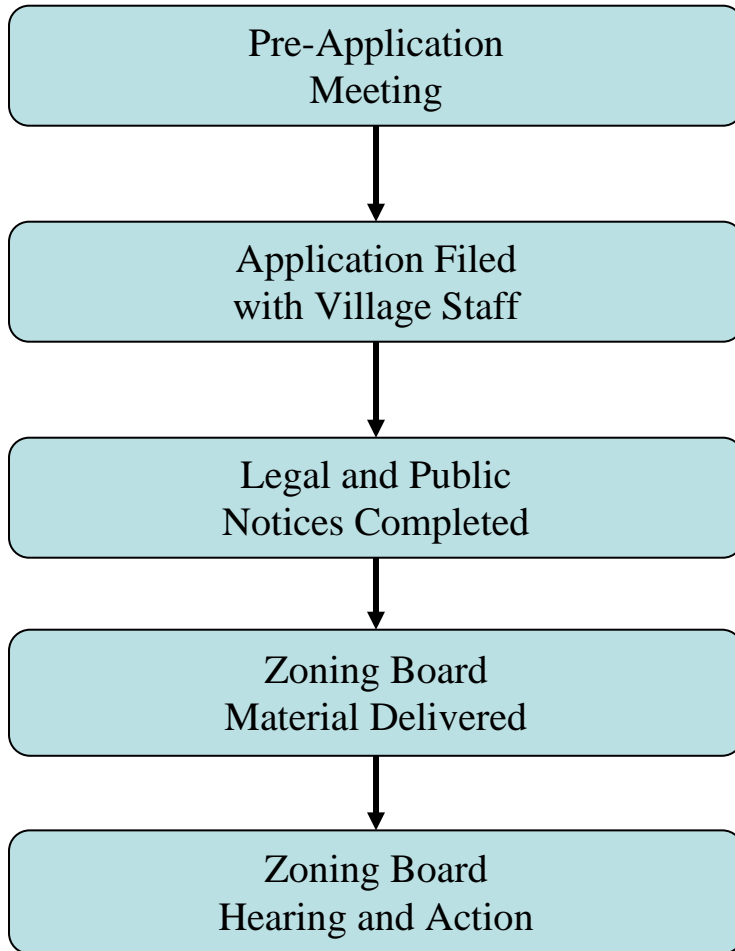 Pre-Application
Meeting
Application Filed
with Village Staff
Legal and Public
Notices Completed
Zoning Board
Material Delivered
Zoning Board
Hearing and Action